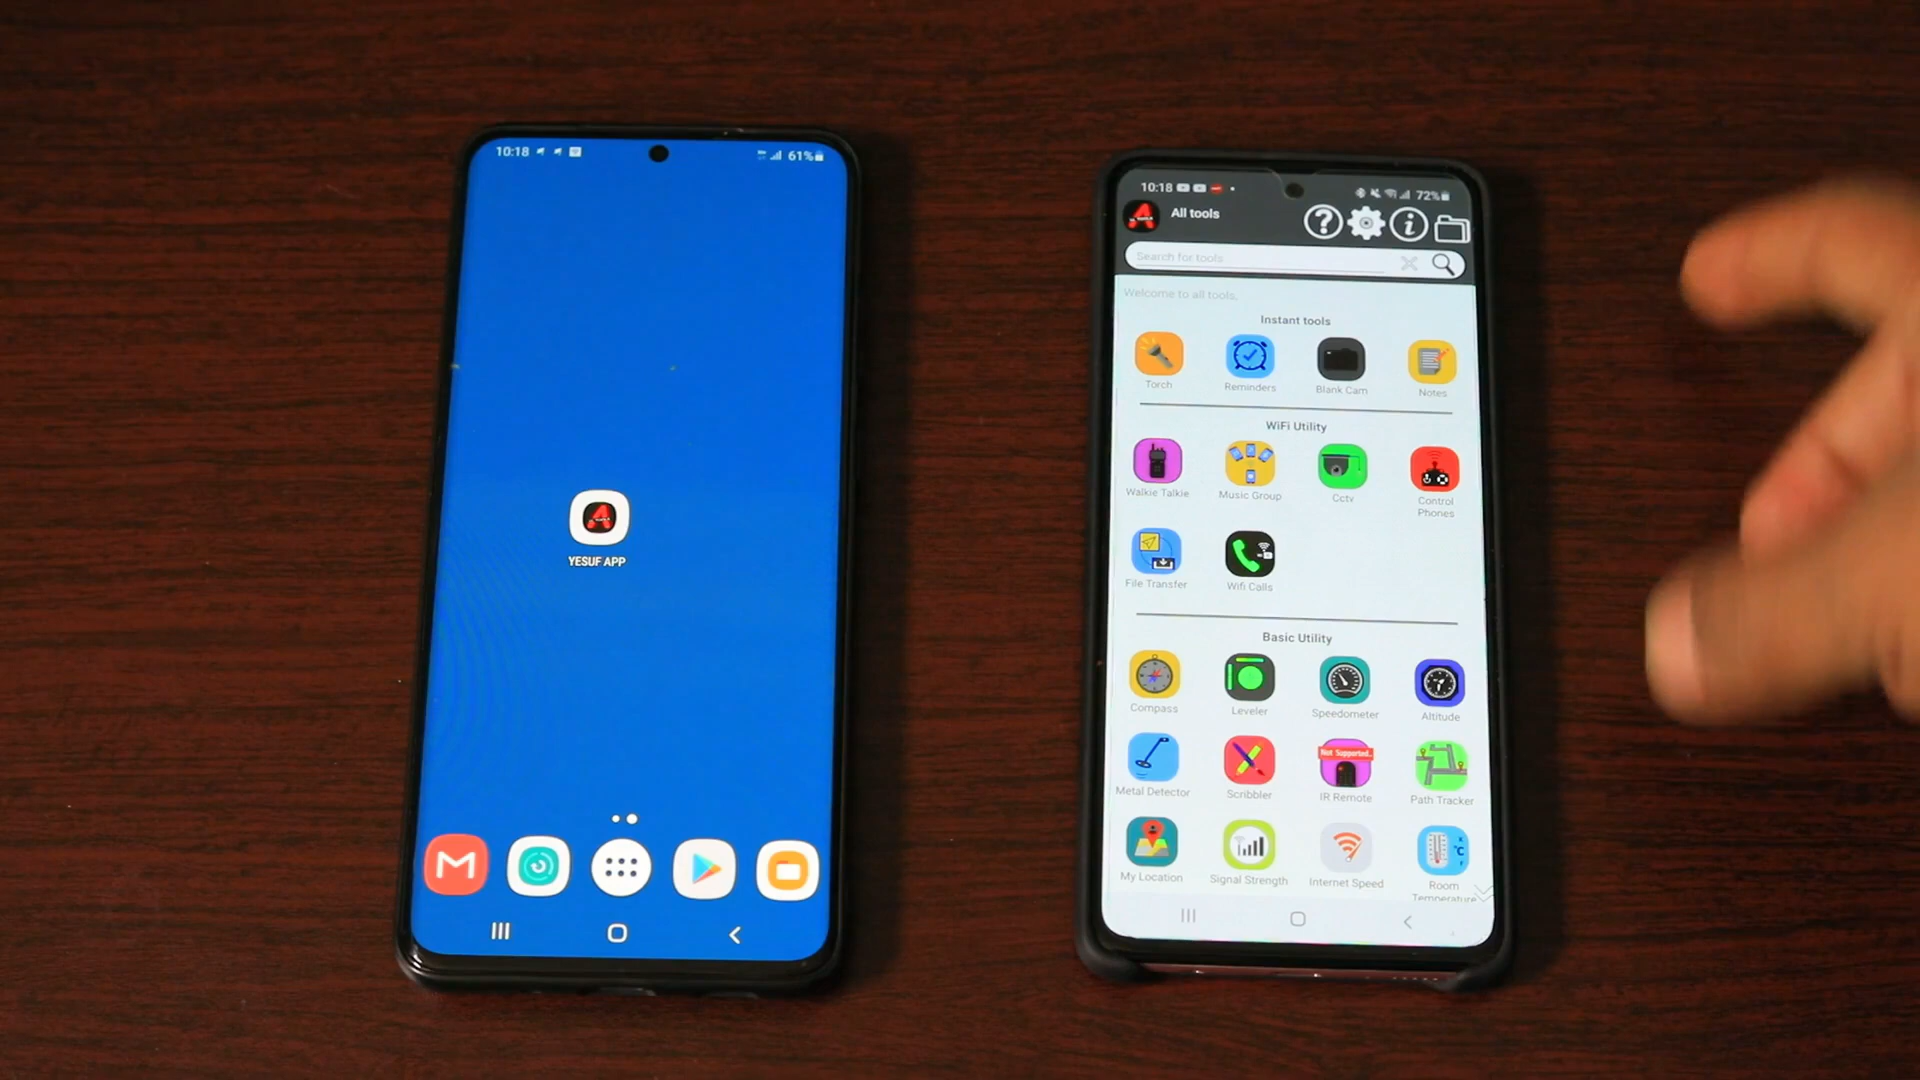 10:18
61%
YESUF APP
10:18
72%
All tools
Search for tools
Welcome to all tools.
Instant tools
Torch
Reminders
Blank Cam
Notes
WiFi Utility
Walkie Talkie
Music Group
Cctv
Control Phones
File Transfer
Wifi Calls
Basic Utility
Compass
Leveler
Speedometer
Altitude
Not Supported..
Metal Detector
Scribbler
IR Remote
Path Tracker
My Location
Signal Strength
Internet Speed
Room Temperature